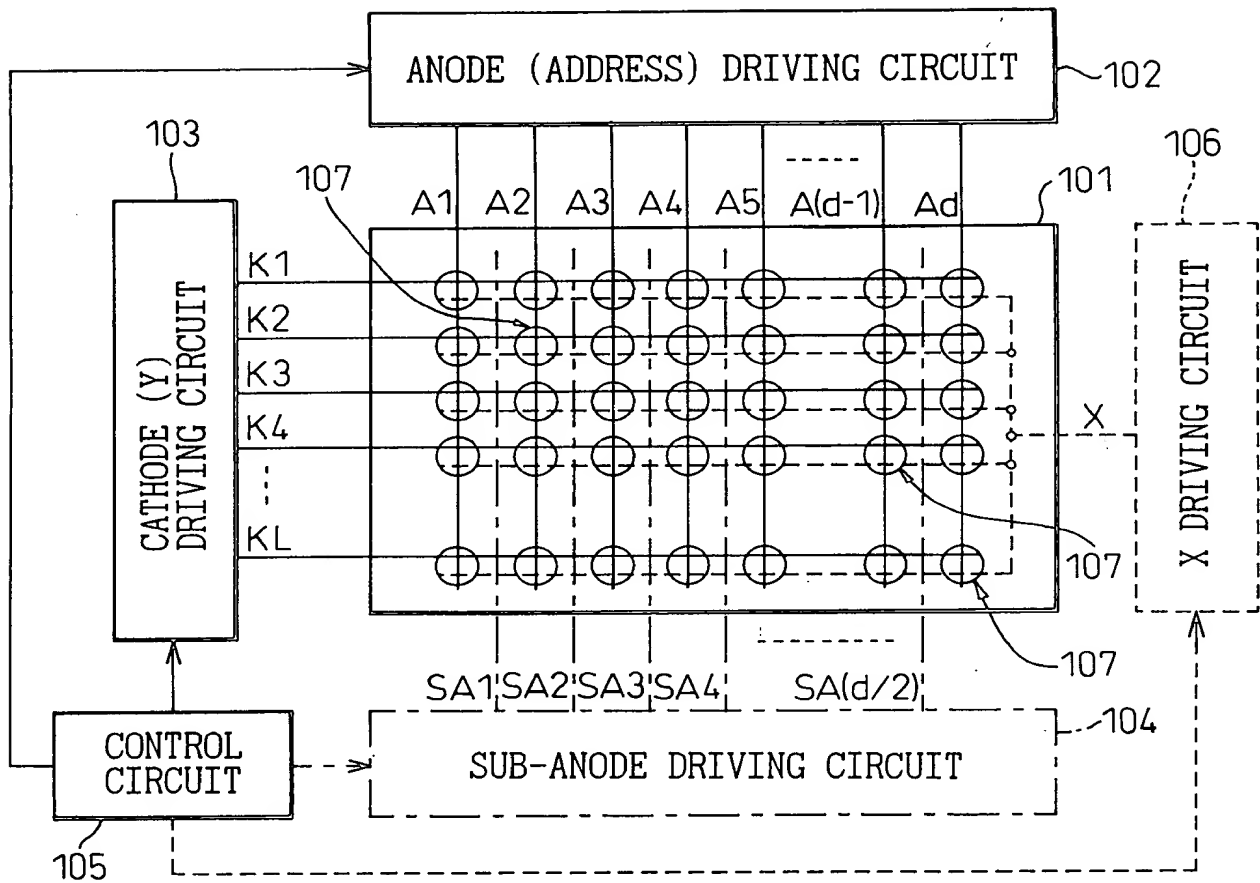 ANODE (ADDRESS) DRIVING CIRCUIT
102
103
107
106
101
A1 A2 A3 A4 A5 A(d-1) Ad
K1
K2
K3
K4
KL
CATHODE (Y)
DRIVING CIRCUIT
X
X DRIVING CIRCUIT
107
107
SA1 SA2 SA3 SA4 SA(d/2)
104
CONTROL
CIRCUIT
SUB-ANODE DRIVING CIRCUIT
105